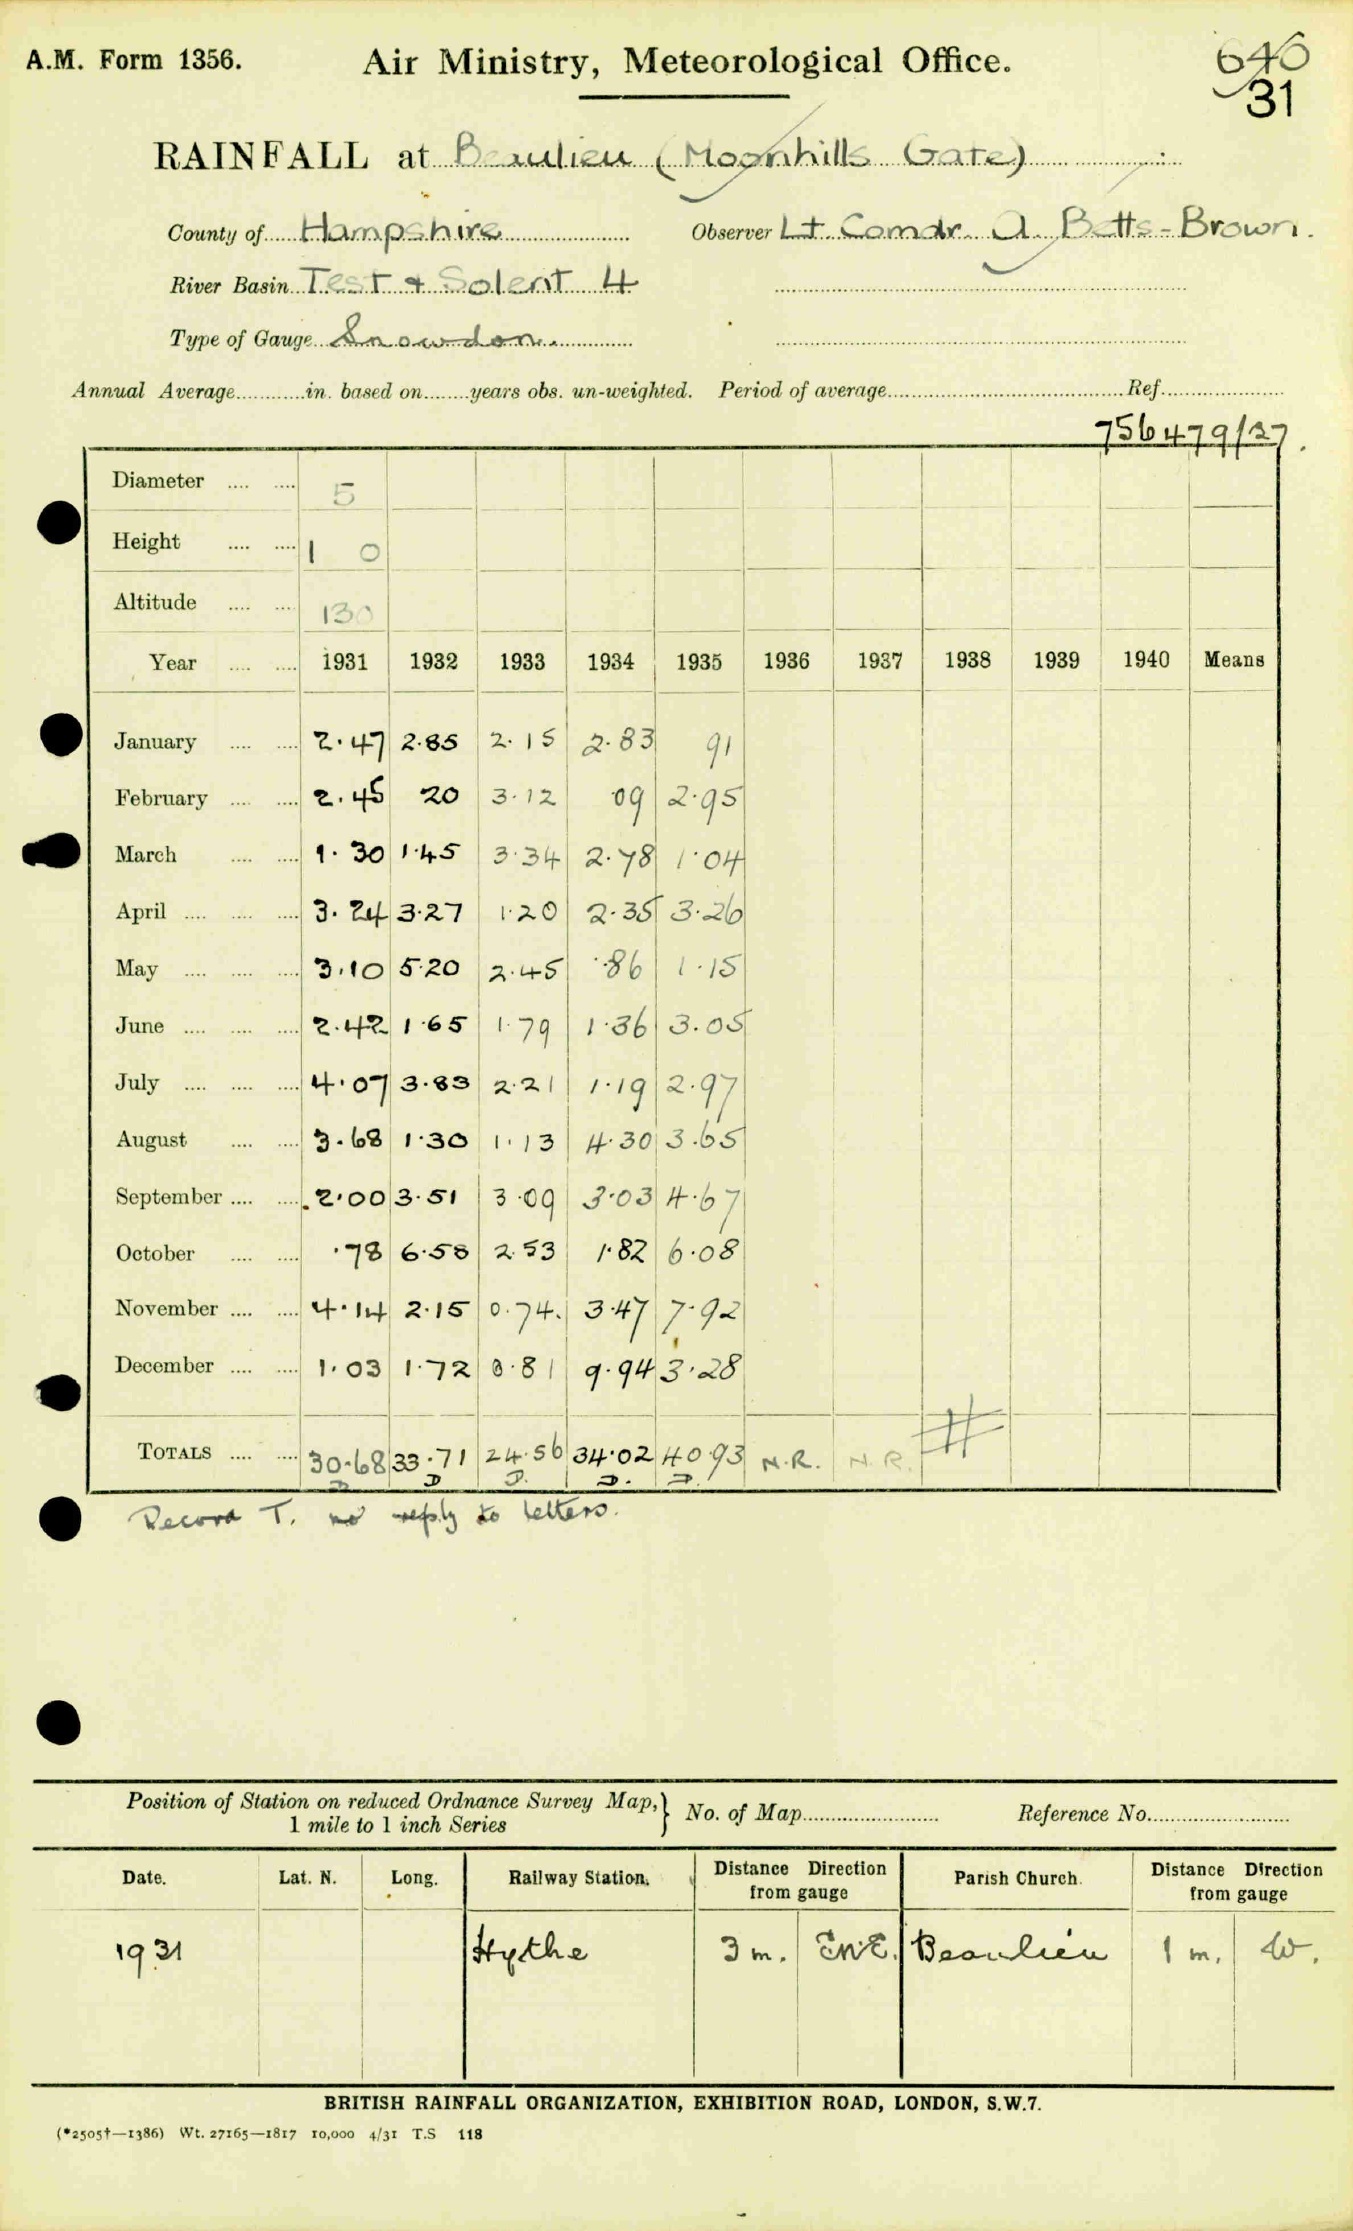 A.M. Form 1356.
Air Ministry, Meteorological Office.
640
31
RAINFALL at Beaulieu (Moonhills Gate)
County of Hampshire Observer Lt. Comdr. A. Betts-Brown.
River Basin Test & Solent 4
Type of Gauge Snowdon
Annual Average............in. based on........years obs. un-weighted. Period of average........................................Ref.....................
756479/37.
Diameter .... .... 5
Height .... .... 1 0
Altitude .... .... 130
Year .... .... 1931 1932 1933 1934 1935 1936 1937 1938 1939 1940 Means
January .... .... 2.47 2.85 2.15 2.83 91
February .... .... 2.45 20 3.12 .09 2.95
March .... .... 1.30 1.45 3.34 2.78 1.04
April .... .... .... 3.24 3.27 1.20 2.35 3.26
May .... .... .... 3.10 5.20 2.45 .86 1.15
June .... .... .... 2.42 1.65 1.79 1.36 3.05
July .... .... .... 4.07 3.83 2.21 1.19 2.97
August .... .... 3.68 1.30 1.13 4.30 3.65
September .... .... 2.00 3.51 3.09 3.03 4.67
October .... .... .78 6.58 2.53 1.82 6.08
November .... .... 4.14 2.15 0.74. 3.47 7.92
December .... .... 1.03 1.72 0.81 9.94 3.28
TOTALS .... .... 30.68 33.71 24.56 34.02 40.93 N.R. N.R. #
D D D. D. D.
Record T. no reply to letters.
Position of Station on reduced Ordnance Survey Map,} No. of Map.......................... Reference No..........................
1 mile to 1 inch Series
Date. Lat. N. Long. Railway Station. Distance Direction from gauge Parish Church. Distance Direction from gauge
1931 Hythe 3 m. ENE. Beaulieu 1 m. W.
BRITISH RAINFALL ORGANIZATION, EXHIBITION ROAD, LONDON, S.W.7.
(*2505†—1386) Wt. 27165—1817 10,000 4/31 T.S 118